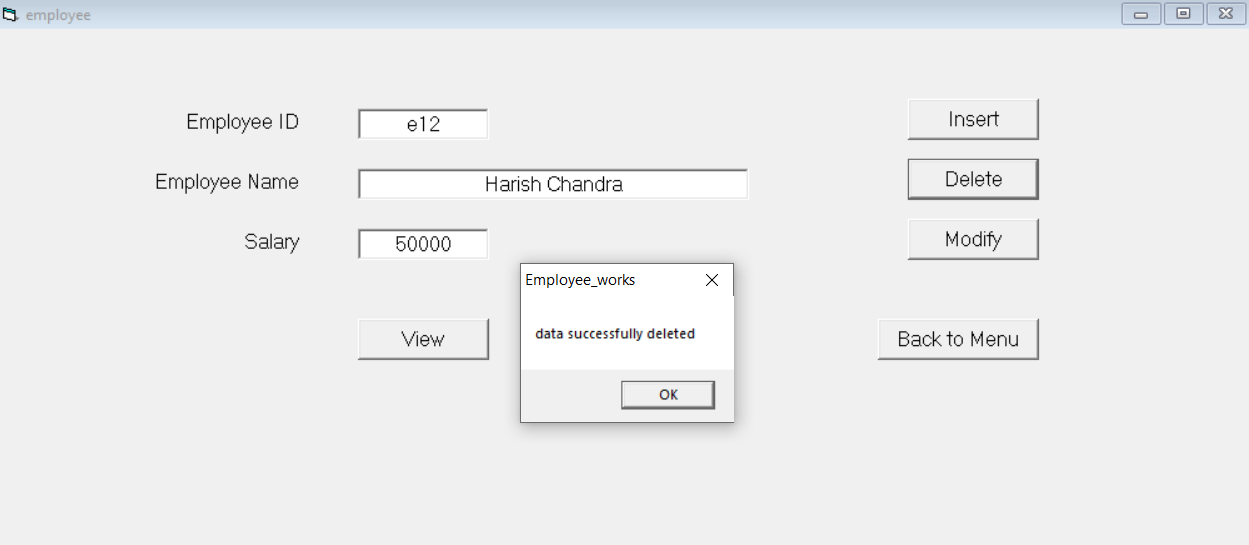 employee
Employee ID e12 Insert
Employee Name Harish Chandra Delete
Salary 50000 Modify
Employee_works
data successfully deleted
View Back to Menu
OK